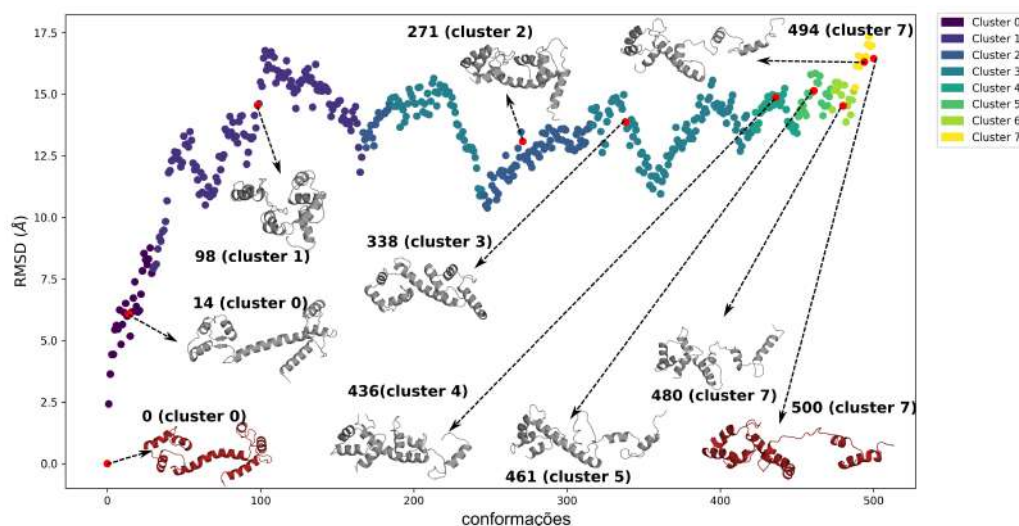 271 (cluster 2)
494 (cluster 7)
Cluster 0
Cluster 1
Cluster 2
Cluster 3
Cluster 4
Cluster 5
Cluster 6
Cluster 7
17.5
15.0
12.5
10.0
7.5
5.0
2.5
0.0
RMSD (Å)
98 (cluster 1)
338 (cluster 3)
14 (cluster 0)
436(cluster 4)
480 (cluster 7)
0 (cluster 0)
500 (cluster 7)
461 (cluster 5)
0
100
200
300
400
500
conformações